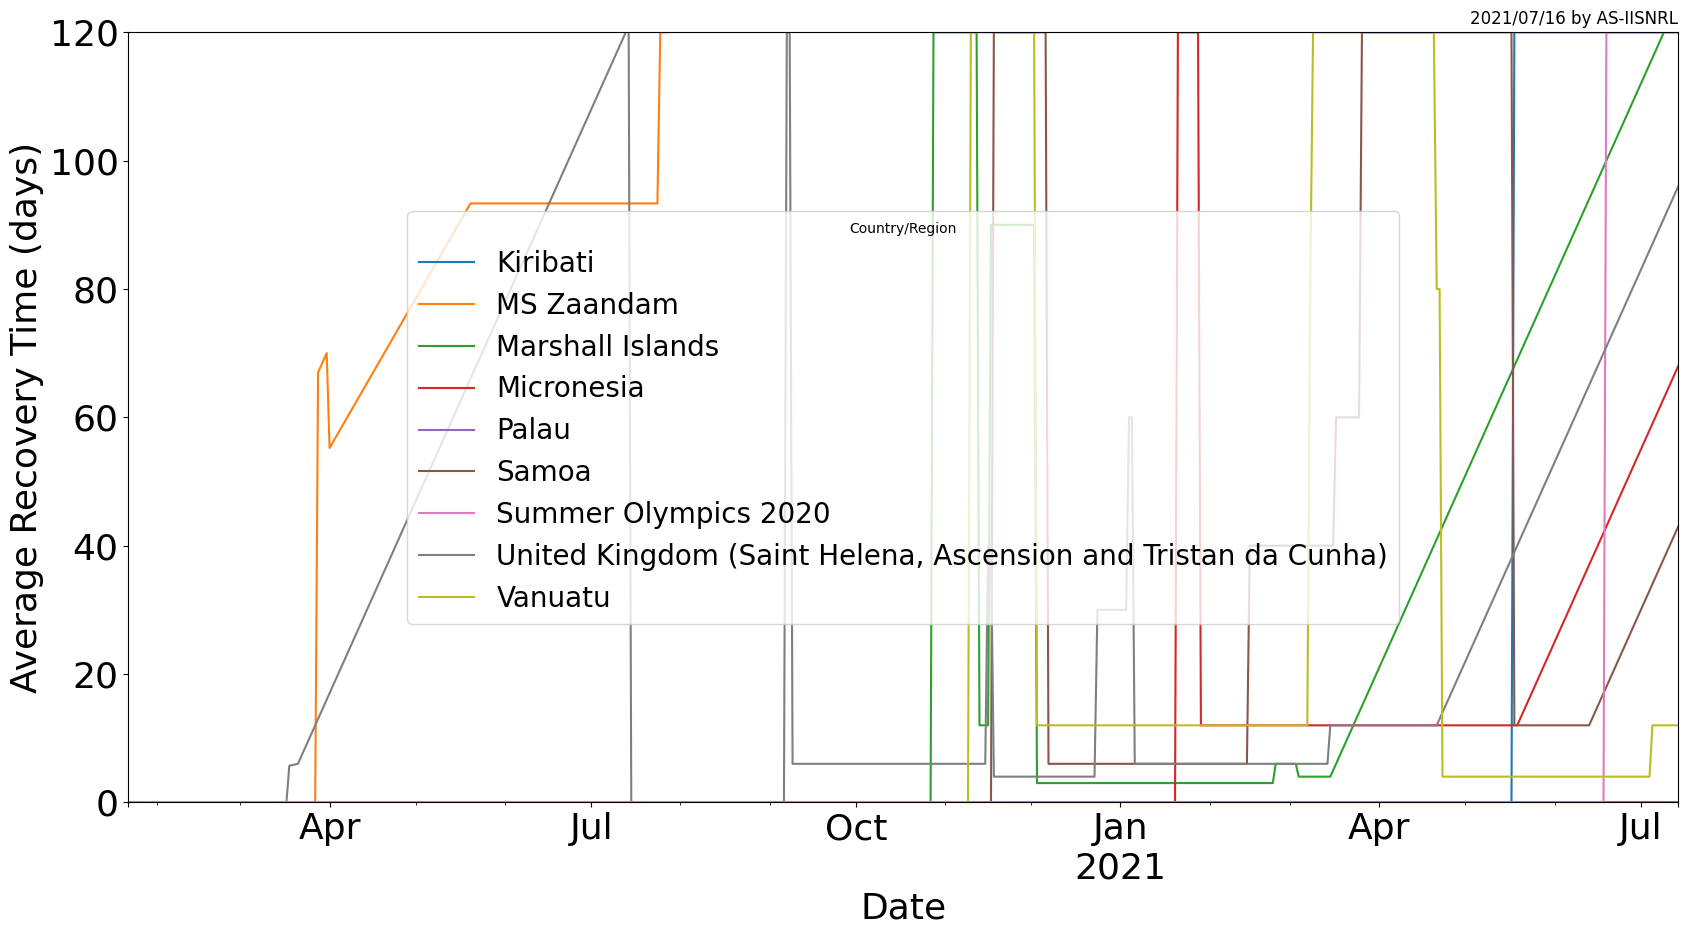 2021/07/16 by AS-IISNRL
Average Recovery Time (days)
120
100
80
60
40
20
0
Country/Region
Kiribati
MS Zaandam
Marshall Islands
Micronesia
Palau
Samoa
Summer Olympics 2020
United Kingdom (Saint Helena, Ascension and Tristan da Cunha)
Vanuatu
Apr Jul Oct Jan Apr Jul
2021
Date